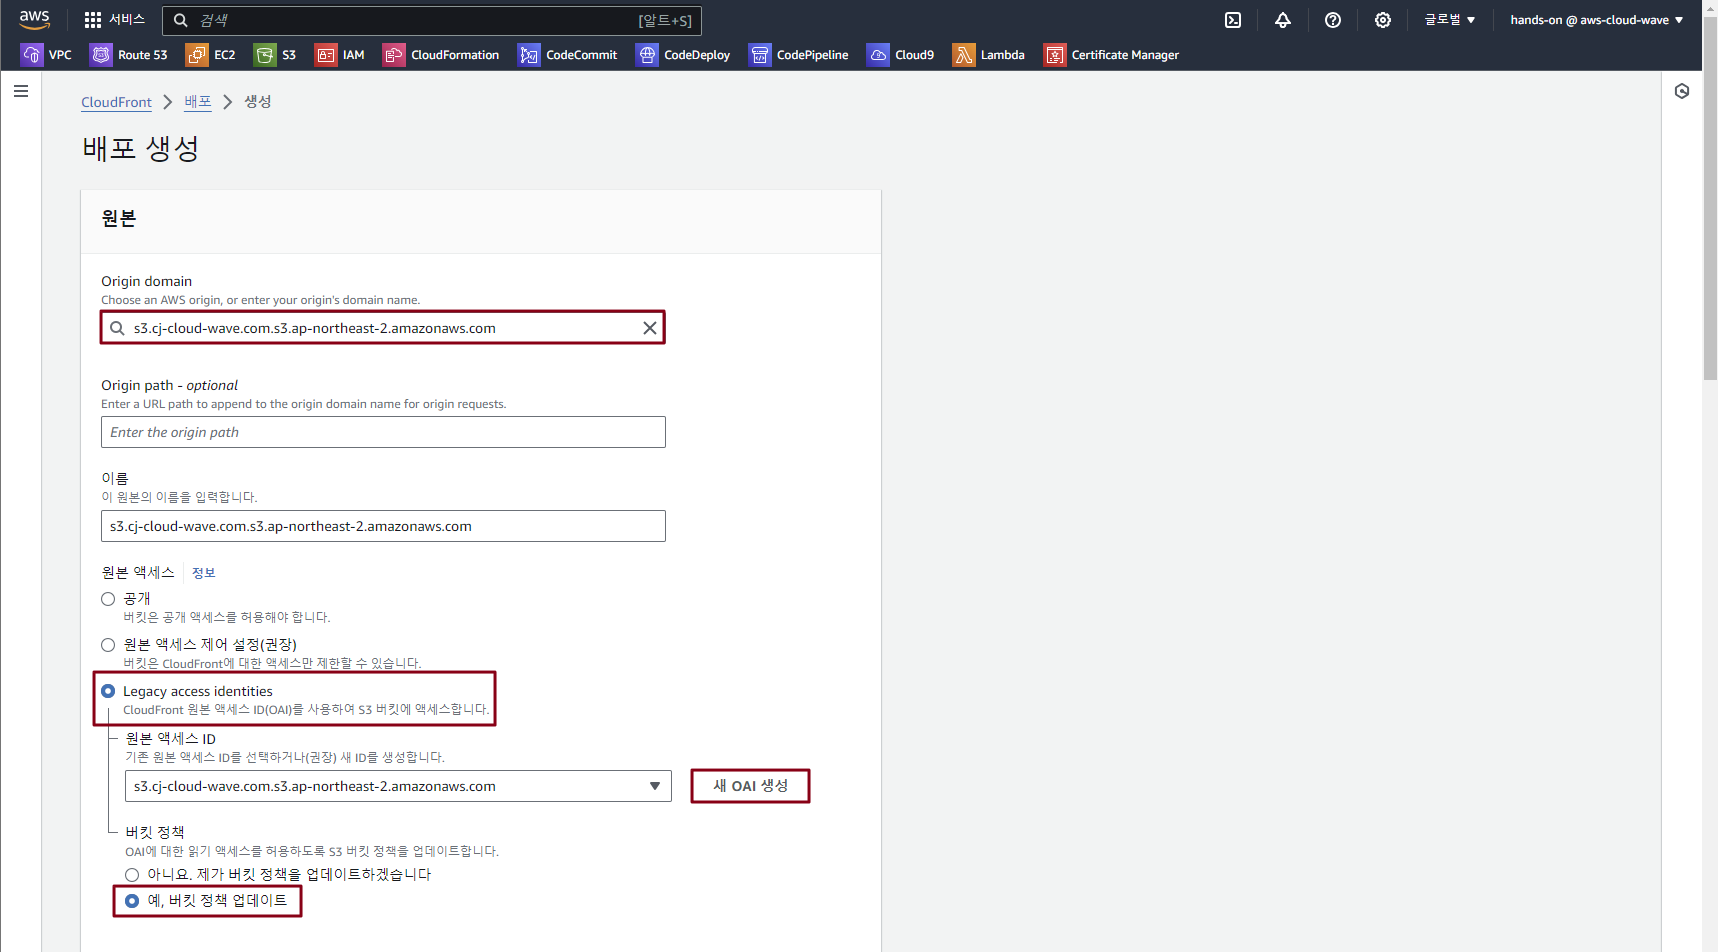 aws 서비스 검색 [알트+S] 글로벌 ▼ hands-on @ aws-cloud-wave ▼
VPC Route 53 EC2 S3 IAM CloudFormation CodeCommit CodeDeploy CodePipeline Cloud9 Lambda Certificate Manager
CloudFront > 배포 > 생성
배포 생성
원본
Origin domain
Choose an AWS origin, or enter your origin's domain name.
s3.cj-cloud-wave.com.s3.ap-northeast-2.amazonaws.com
Origin path - optional
Enter a URL path to append to the origin domain name for origin requests.
Enter the origin path
이름
이 원본의 이름을 입력합니다.
s3.cj-cloud-wave.com.s3.ap-northeast-2.amazonaws.com
원본 액세스 정보
공개
버킷은 공개 액세스를 허용해야 합니다.
원본 액세스 제어 설정(권장)
버킷은 CloudFront에 대한 액세스만 제한할 수 있습니다.
Legacy access identities
CloudFront 원본 액세스 ID(OAI)를 사용하여 S3 버킷에 액세스합니다.
원본 액세스 ID
기존 원본 액세스 ID를 선택하거나(권장) 새 ID를 생성합니다.
s3.cj-cloud-wave.com.s3.ap-northeast-2.amazonaws.com ▼ 새 OAI 생성
버킷 정책
OAI에 대한 읽기 액세스를 허용하도록 S3 버킷 정책을 업데이트합니다.
아니요. 제가 버킷 정책을 업데이트하겠습니다
예, 버킷 정책 업데이트